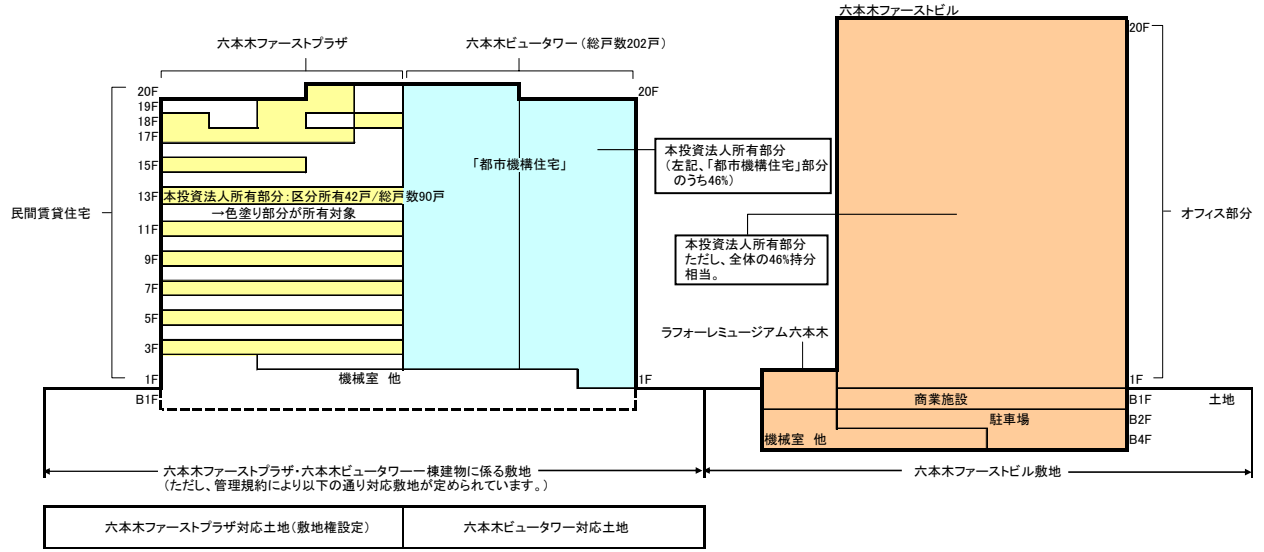 六本木ファーストビル
六本木ファーストプラザ
六本木ビュータワー(総戸数202戸)
20F
19F
18F
17F
15F
13F
11F
9F
7F
5F
3F
1F
B1F
民間賃貸住宅
本投資法人所有部分:区分所有42戸/総戸数90戸
→色塗り部分が所有対象
「都市機構住宅」
機械室 他
20F
1F
本投資法人所有部分
(左記、「都市機構住宅」部分
のうち46%)
本投資法人所有部分
ただし、全体の46%持分
相当。
ラフォーレミュージアム六本木
20F
オフィス部分
1F
商業施設
B1F
土地
駐車場
B2F
機械室 他
B4F
六本木ファーストプラザ・六本木ビュータワー一棟建物に係る敷地
(ただし、管理規約により以下の通り対応敷地が定められています。)
六本木ファーストビル敷地
六本木ファーストプラザ対応土地(敷地権設定)
六本木ビュータワー対応土地